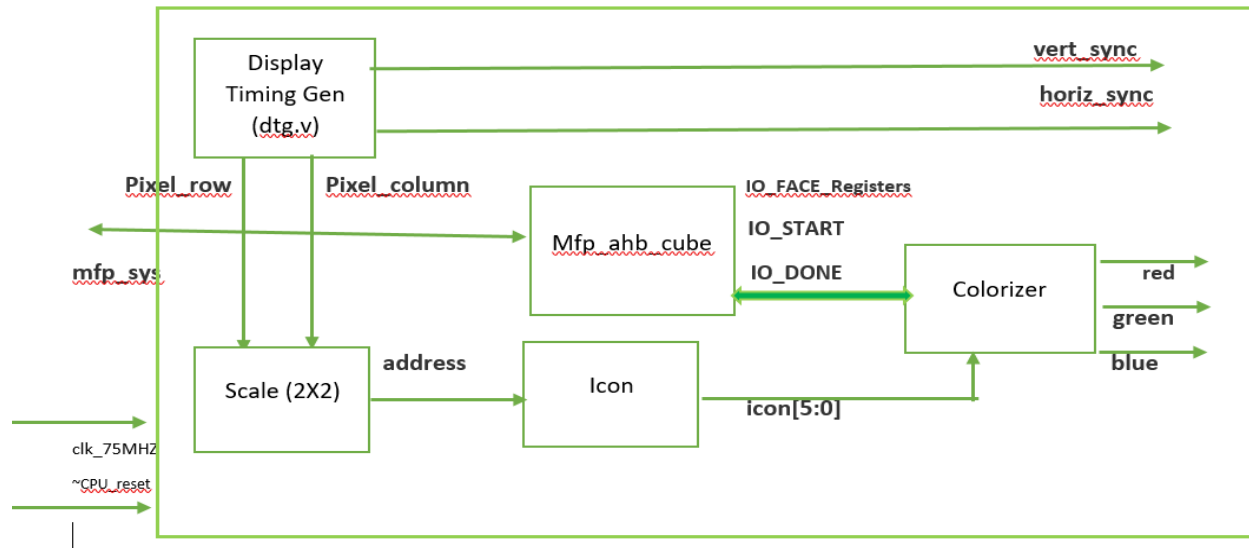 Display
Timing Gen
(dtg.v)
vert_sync
horiz_sync
Pixel_row
Pixel_column
IO_FACE_Registers
IO_START
IO_DONE
Mfp_ahb_cube
mfp_sys
Colorizer
red
green
blue
Scale (2X2)
address
Icon
icon[5:0]
clk_75MHZ
~CPU_reset